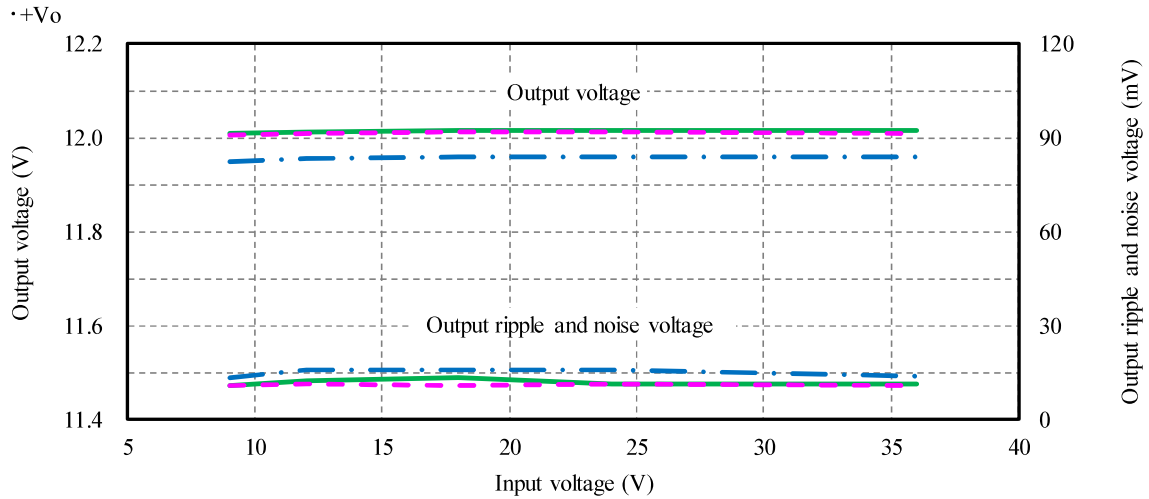 ·+Vo
12.2
12.0
11.8
11.6
11.4
Output voltage (V)
Output voltage
Output ripple and noise voltage
120
90
60
30
0
Output ripple and noise voltage (mV)
5 10 15 20 25 30 35 40
Input voltage (V)